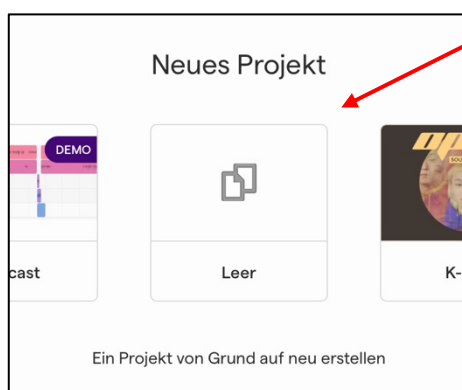 Neues Projekt
DEMO
cast
Leer
K-
Ein Projekt von Grund auf neu erstellen